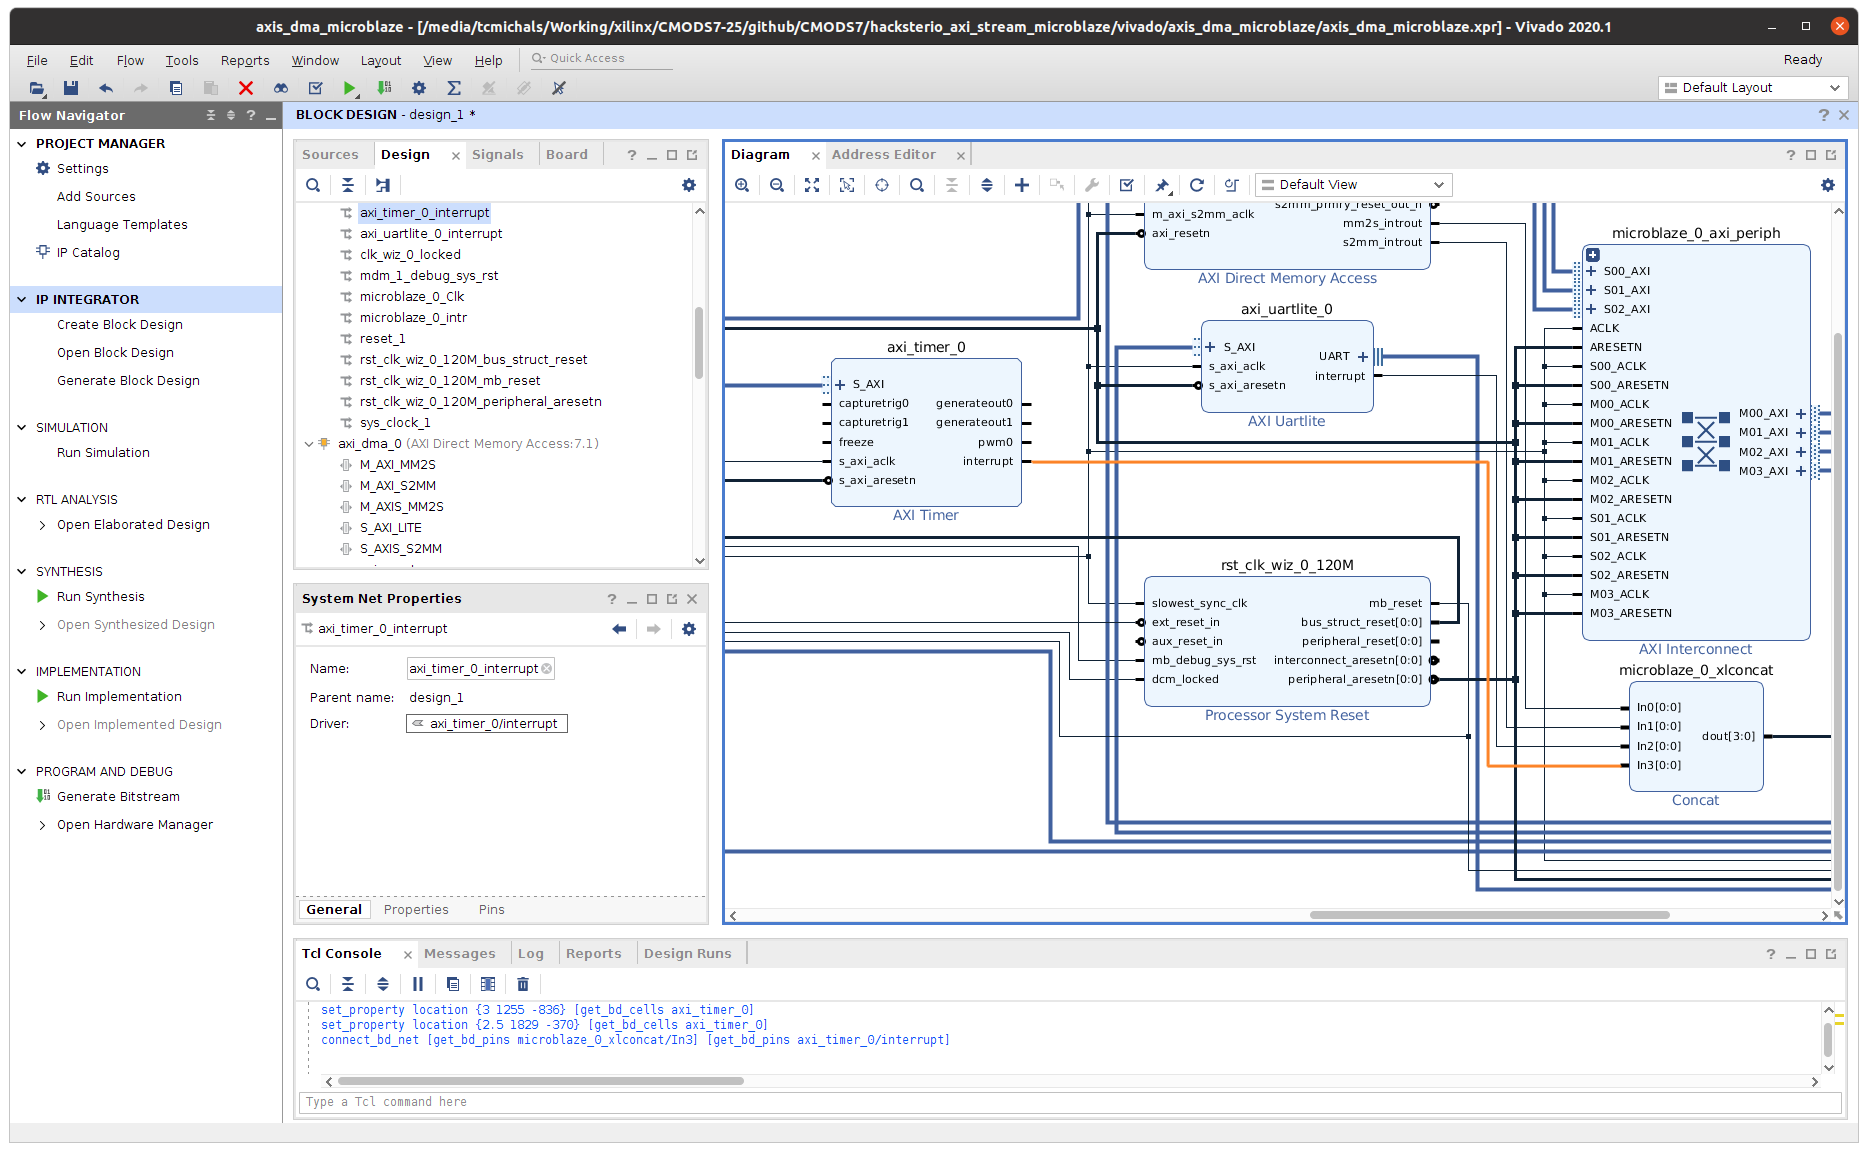 axis_dma_microblaze - [/media/tcmichals/Working/xilinx/CMODS7-25/github/CMODS7/hacksterio_axi_stream_microblaze/vivado/axis_dma_microblaze/axis_dma_microblaze.xpr] - Vivado 2020.1
File Edit Flow Tools Reports Window Layout View Help Quick Access Ready
Default Layout
Flow Navigator
PROJECT MANAGER
Settings
Add Sources
Language Templates
IP Catalog
IP INTEGRATOR
Create Block Design
Open Block Design
Generate Block Design
SIMULATION
Run Simulation
RTL ANALYSIS
Open Elaborated Design
SYNTHESIS
Run Synthesis
Open Synthesized Design
IMPLEMENTATION
Run Implementation
Open Implemented Design
PROGRAM AND DEBUG
Generate Bitstream
Open Hardware Manager
BLOCK DESIGN - design_1 *
Sources Design Signals Board
axi_timer_0_interrupt
axi_uartlite_0_interrupt
clk_wiz_0_locked
mdm_1_debug_sys_rst
microblaze_0_Clk
microblaze_0_intr
reset_1
rst_clk_wiz_0_120M_bus_struct_reset
rst_clk_wiz_0_120M_mb_reset
rst_clk_wiz_0_120M_peripheral_aresetn
sys_clock_1
axi_dma_0 (AXI Direct Memory Access:7.1)
M_AXI_MM2S
M_AXI_S2MM
M_AXIS_MM2S
S_AXI_LITE
S_AXIS_S2MM
System Net Properties
axi_timer_0_interrupt
Name: axi_timer_0_interrupt
Parent name: design_1
Driver: axi_timer_0/interrupt
General Properties Pins
Diagram Address Editor
Default View
s2mm_prmry_reset_out_n
m_axi_s2mm_aclk
mm2s_introut
axi_resetn
s2mm_introut
AXI Direct Memory Access
axi_uartlite_0
S_AXI
s_axi_aclk
s_axi_aresetn
UART
interrupt
AXI Uartlite
axi_timer_0
S_AXI
capturetrig0
capturetrig1
freeze
s_axi_aclk
s_axi_aresetn
generateout0
generateout1
pwm0
interrupt
AXI Timer
rst_clk_wiz_0_120M
slowest_sync_clk
ext_reset_in
aux_reset_in
mb_debug_sys_rst
dcm_locked
mb_reset
bus_struct_reset[0:0]
peripheral_reset[0:0]
interconnect_aresetn[0:0]
peripheral_aresetn[0:0]
Processor System Reset
microblaze_0_axi_periph
S00_AXI
S01_AXI
S02_AXI
ACLK
ARESETN
S00_ACLK
S00_ARESETN
M00_ACLK
M00_ARESETN
M01_ACLK
M01_ARESETN
M02_ACLK
M02_ARESETN
S01_ACLK
S01_ARESETN
S02_ACLK
S02_ARESETN
M03_ACLK
M03_ARESETN
M00_AXI
M01_AXI
M02_AXI
M03_AXI
AXI Interconnect
microblaze_0_xlconcat
In0[0:0]
In1[0:0]
In2[0:0]
In3[0:0]
dout[3:0]
Concat
Tcl Console Messages Log Reports Design Runs
set_property location {3 1255 -836} [get_bd_cells axi_timer_0]
set_property location {2.5 1829 -370} [get_bd_cells axi_timer_0]
connect_bd_net [get_bd_pins microblaze_0_xlconcat/In3] [get_bd_pins axi_timer_0/interrupt]
Type a Tcl command here